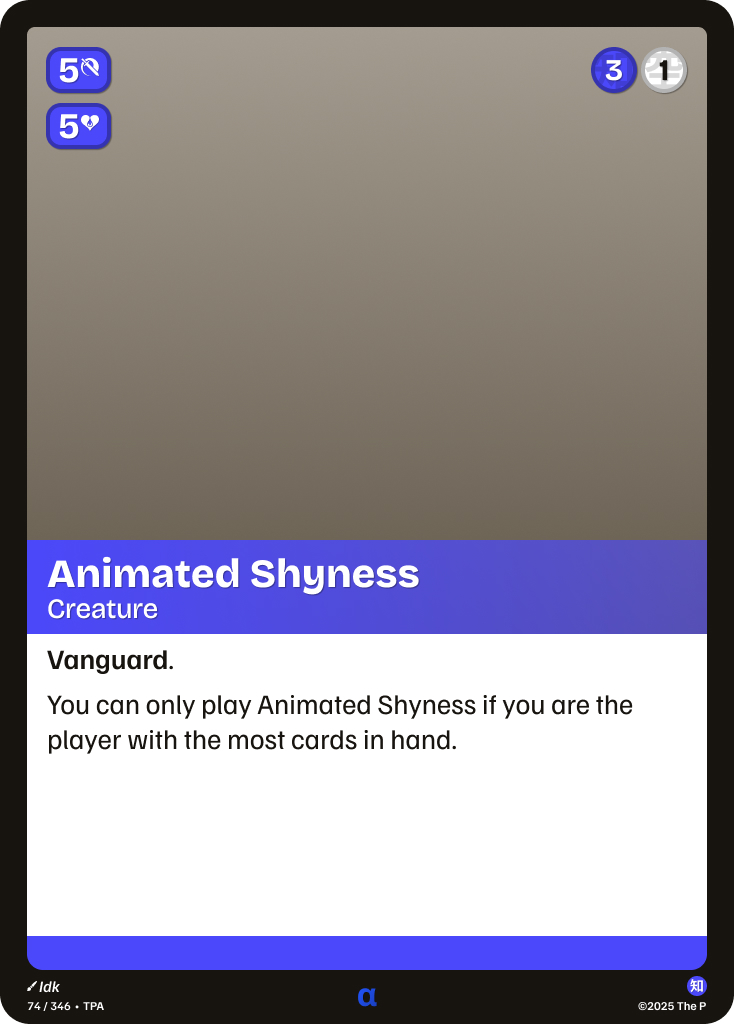 5
3 1
5
Animated Shyness
Creature
Vanguard.
You can only play Animated Shyness if you are the
player with the most cards in hand.
Idk
知
74 / 346 • TPA
α
©2025 The P